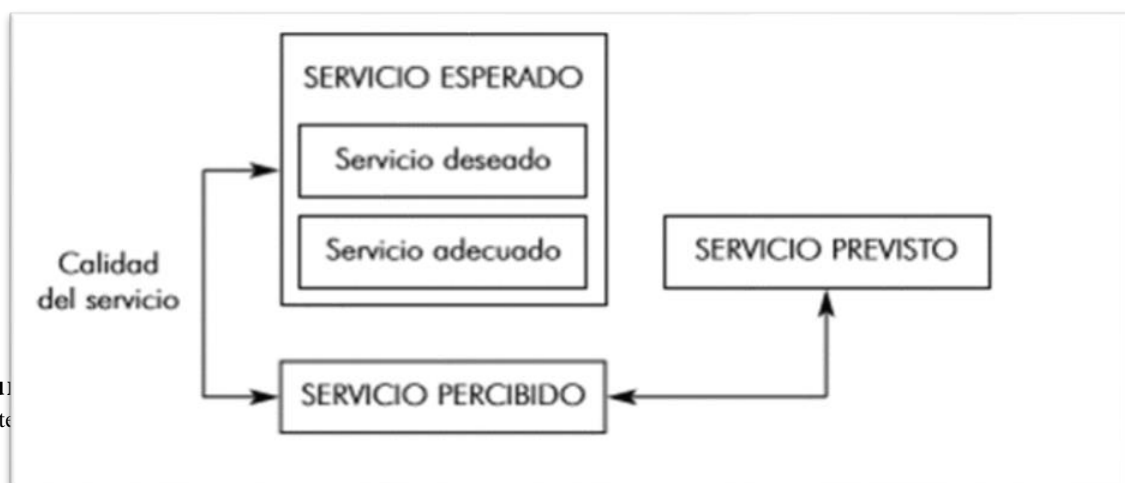 SERVICIO ESPERADO
Servicio deseado
Servicio adecuado
SERVICIO PREVISTO
Calidad
del servicio
SERVICIO PERCIBIDO